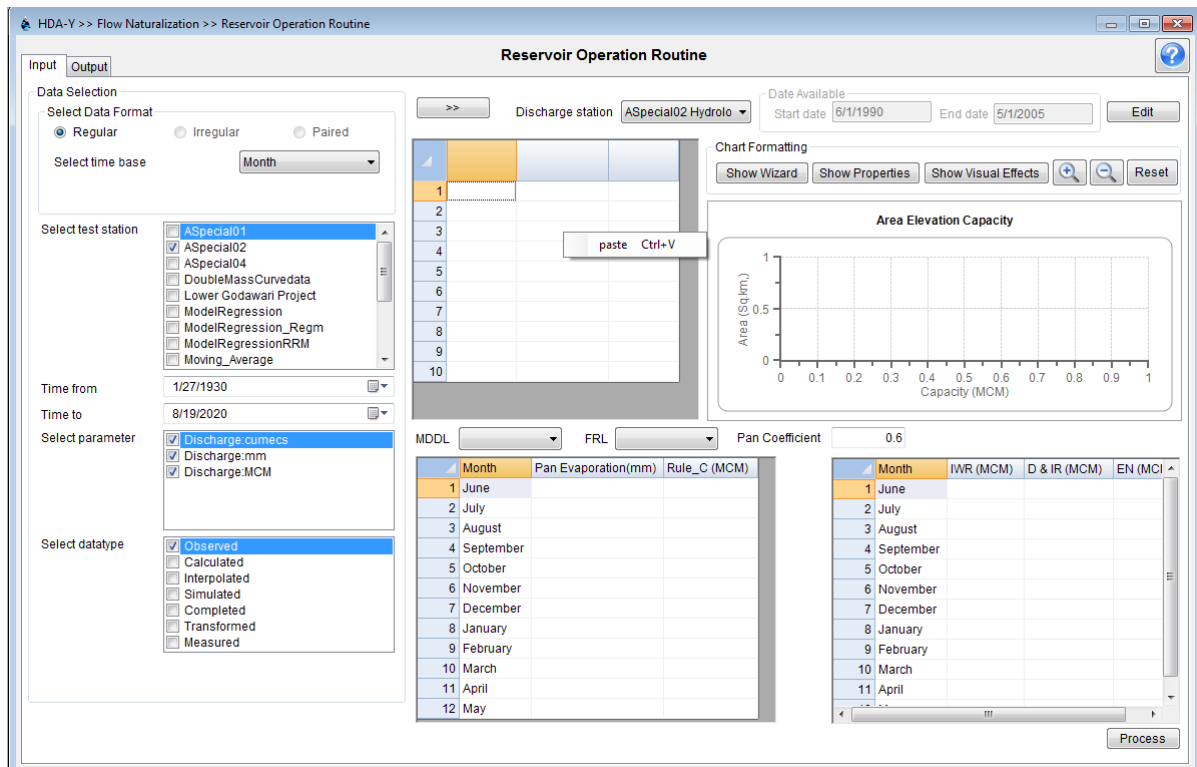 HDA-Y >> Flow Naturalization >> Reservoir Operation Routine
Reservoir Operation Routine
Input
Output
Data Selection
Select Data Format
Regular
Irregular
Paired
Select time base
Month
Select test station
ASpecial01
ASpecial02
ASpecial04
DoubleMassCurvedata
Lower Godawari Project
ModelRegression
ModelRegression_Regm
ModelRegressionRRM
Moving_Average
Time from
1/27/1930
Time to
8/19/2020
Select parameter
Discharge:cumecs
Discharge:mm
Discharge:MCM
Select datatype
Observed
Calculated
Interpolated
Simulated
Completed
Transformed
Measured
>>
Discharge station
ASpecial02 Hydrolo
Date Available
Start date
6/1/1990
End date
5/1/2005
Edit
1
2
3
4
5
6
7
8
9
10
paste Ctrl+V
Chart Formatting
Show Wizard
Show Properties
Show Visual Effects
Reset
Area Elevation Capacity
Area (Sq.km,)
1
0.5
0
0 0.1 0.2 0.3 0.4 0.5 0.6 0.7 0.8 0.9 1
Capacity (MCM)
MDDL
FRL
Pan Coefficient
0.6
Month Pan Evaporation(mm) Rule_C (MCM)
1 June
2 July
3 August
4 September
5 October
6 November
7 December
8 January
9 February
10 March
11 April
12 May
Month IWR (MCM) D & IR (MCM) EN (MCI
1 June
2 July
3 August
4 September
5 October
6 November
7 December
8 January
9 February
10 March
11 April
Process